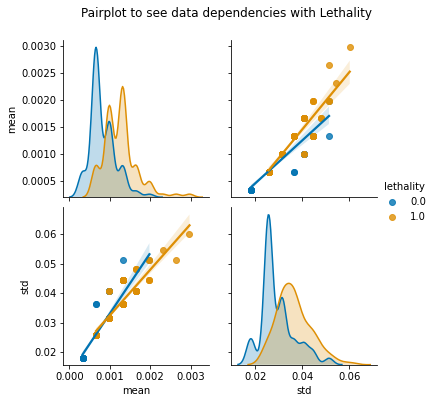 Pairplot to see data dependencies with Lethality
0.0030
0.0025
0.0020
0.0015
0.0010
0.0005
mean
lethality
0.0
1.0
0.06
0.05
0.04
0.03
0.02
std
0.000 0.001 0.002 0.003
mean
0.02 0.04 0.06
std